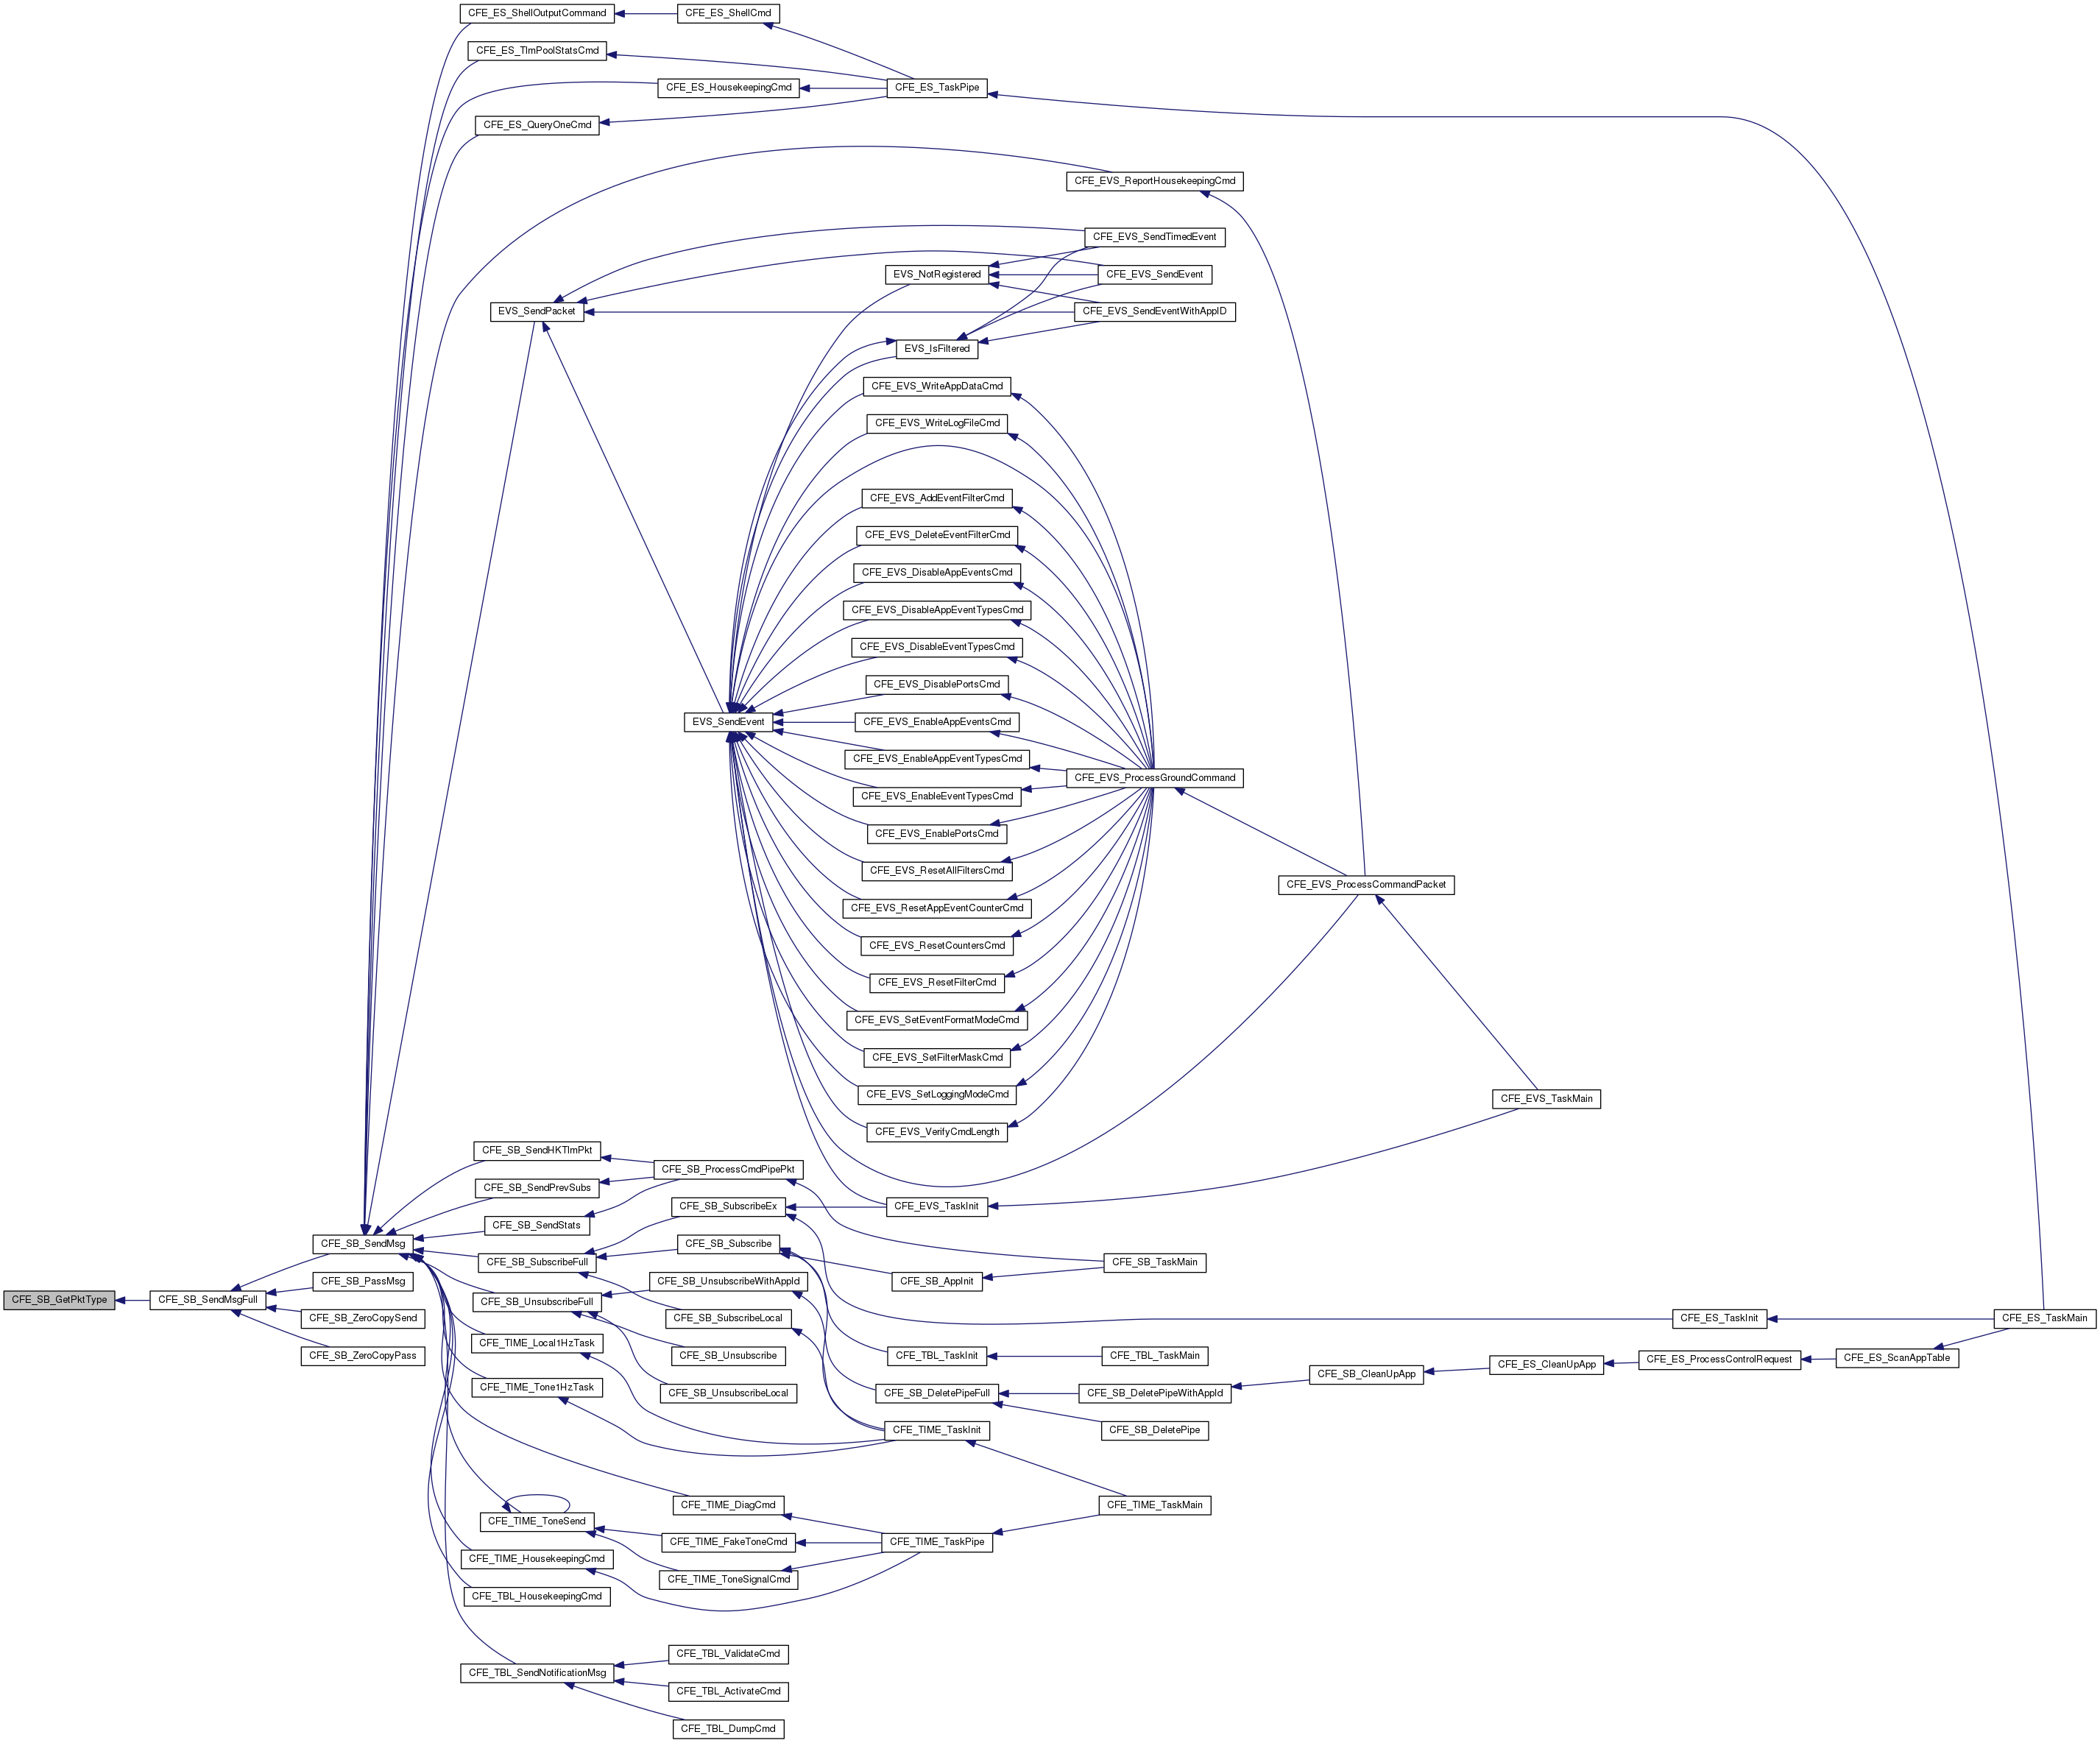 CFE_ES_ShellOutputCommand
CFE_ES_ShellCmd
CFE_ES_TlmPoolStatsCmd
CFE_ES_HousekeepingCmd
CFE_ES_TaskPipe
CFE_ES_QueryOneCmd
CFE_EVS_ReportHousekeepingCmd
CFE_EVS_SendTimedEvent
EVS_NotRegistered
CFE_EVS_SendEvent
EVS_SendPacket
CFE_EVS_SendEventWithAppID
EVS_IsFiltered
CFE_EVS_WriteAppDataCmd
CFE_EVS_WriteLogFileCmd
CFE_EVS_AddEventFilterCmd
CFE_EVS_DeleteEventFilterCmd
CFE_EVS_DisableAppEventsCmd
CFE_EVS_DisableAppEventTypesCmd
CFE_EVS_DisableEventTypesCmd
CFE_EVS_DisablePortsCmd
EVS_SendEvent
CFE_EVS_EnableAppEventsCmd
CFE_EVS_EnableAppEventTypesCmd
CFE_EVS_ProcessGroundCommand
CFE_EVS_EnableEventTypesCmd
CFE_EVS_EnablePortsCmd
CFE_EVS_ResetAllFiltersCmd
CFE_EVS_ProcessCommandPacket
CFE_EVS_ResetAppEventCounterCmd
CFE_EVS_ResetCountersCmd
CFE_EVS_ResetFilterCmd
CFE_EVS_SetEventFormatModeCmd
CFE_EVS_SetFilterMaskCmd
CFE_EVS_SetLoggingModeCmd
CFE_EVS_TaskMain
CFE_EVS_VerifyCmdLength
CFE_SB_SendHKTlmPkt
CFE_SB_ProcessCmdPipePkt
CFE_SB_SendPrevSubs
CFE_SB_SubscribeEx
CFE_EVS_TaskInit
CFE_SB_SendStats
CFE_SB_SendMsg
CFE_SB_Subscribe
CFE_SB_SubscribeFull
CFE_SB_TaskMain
CFE_SB_PassMsg
CFE_SB_UnsubscribeWithAppId
CFE_SB_AppInit
CFE_SB_GetPktType
CFE_SB_SendMsgFull
CFE_SB_UnsubscribeFull
CFE_SB_ZeroCopySend
CFE_SB_SubscribeLocal
CFE_ES_TaskInit
CFE_ES_TaskMain
CFE_TIME_Local1HzTask
CFE_SB_ZeroCopyPass
CFE_SB_Unsubscribe
CFE_TBL_TaskInit
CFE_TBL_TaskMain
CFE_ES_ScanAppTable
CFE_ES_ProcessControlRequest
CFE_ES_CleanUpApp
CFE_SB_CleanUpApp
CFE_TIME_Tone1HzTask
CFE_SB_UnsubscribeLocal
CFE_SB_DeletePipeFull
CFE_SB_DeletePipeWithAppId
CFE_TIME_TaskInit
CFE_SB_DeletePipe
CFE_TIME_DiagCmd
CFE_TIME_TaskMain
CFE_TIME_ToneSend
CFE_TIME_FakeToneCmd
CFE_TIME_TaskPipe
CFE_TIME_HousekeepingCmd
CFE_TIME_ToneSignalCmd
CFE_TBL_HousekeepingCmd
CFE_TBL_ValidateCmd
CFE_TBL_SendNotificationMsg
CFE_TBL_ActivateCmd
CFE_TBL_DumpCmd